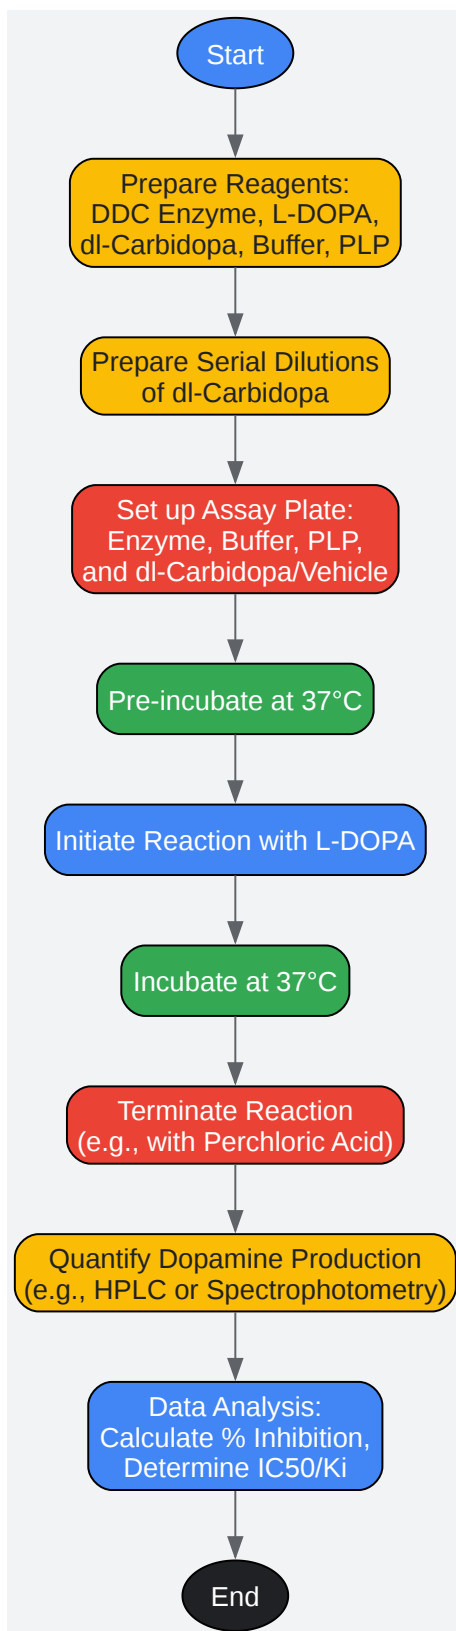 Start
Prepare Reagents:
DDC Enzyme, L-DOPA,
dl-Carbidopa, Buffer, PLP
Prepare Serial Dilutions
of dl-Carbidopa
Set up Assay Plate:
Enzyme, Buffer, PLP,
and dl-Carbidopa/Vehicle
Pre-incubate at 37°C
Initiate Reaction with L-DOPA
Incubate at 37°C
Terminate Reaction
(e.g., with Perchloric Acid)
Quantify Dopamine Production
(e.g., HPLC or Spectrophotometry)
Data Analysis:
Calculate % Inhibition,
Determine IC50/Ki
End